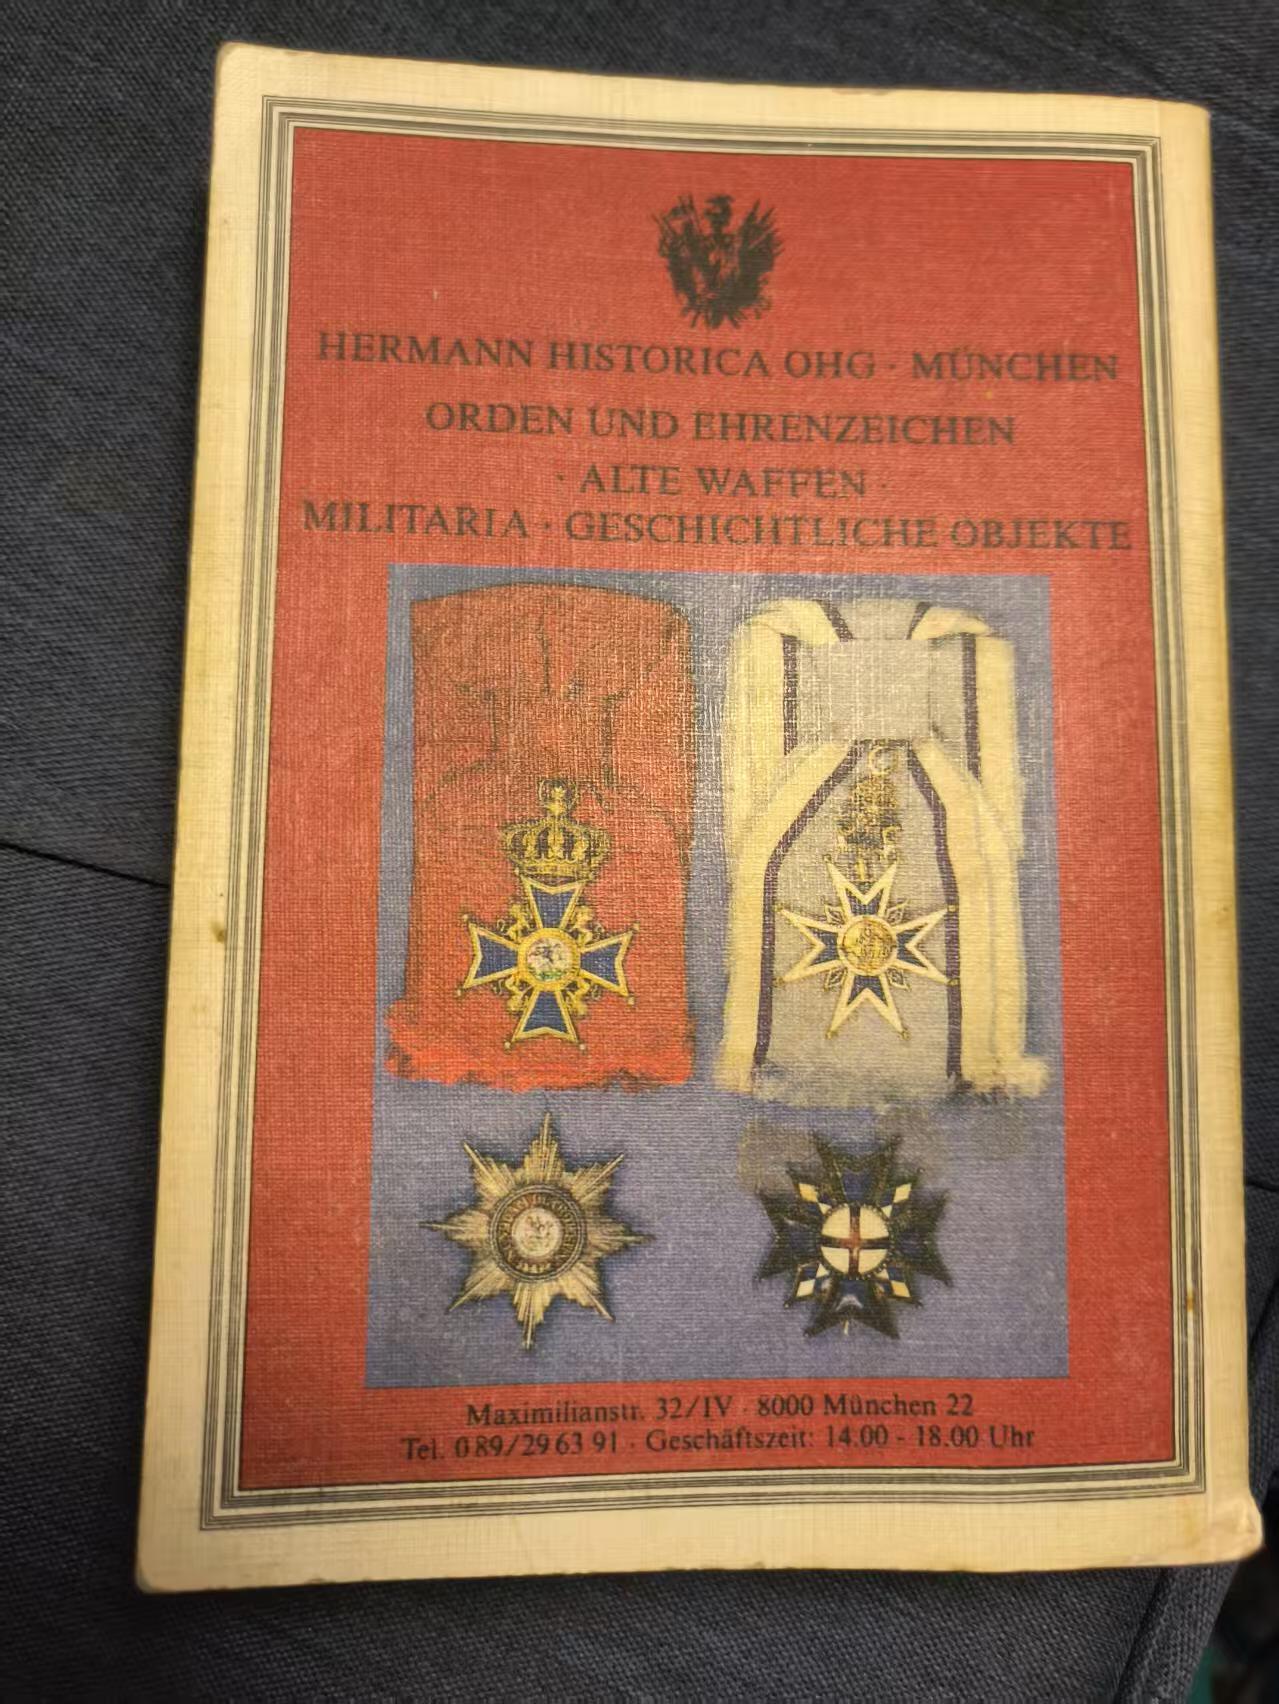 HERMANN HISTORICA OHG · MÜNCHEN
ORDEN UND EHRENZEICHEN
· ALTE WAFFEN ·
MILITARIA · GESCHICHTLICHE OBJEKTE
Maximilianstr. 32/IV · 8000 München 22
Tel. 089/29 63 91 · Geschäftszeit: 14.00 - 18.00 Uhr